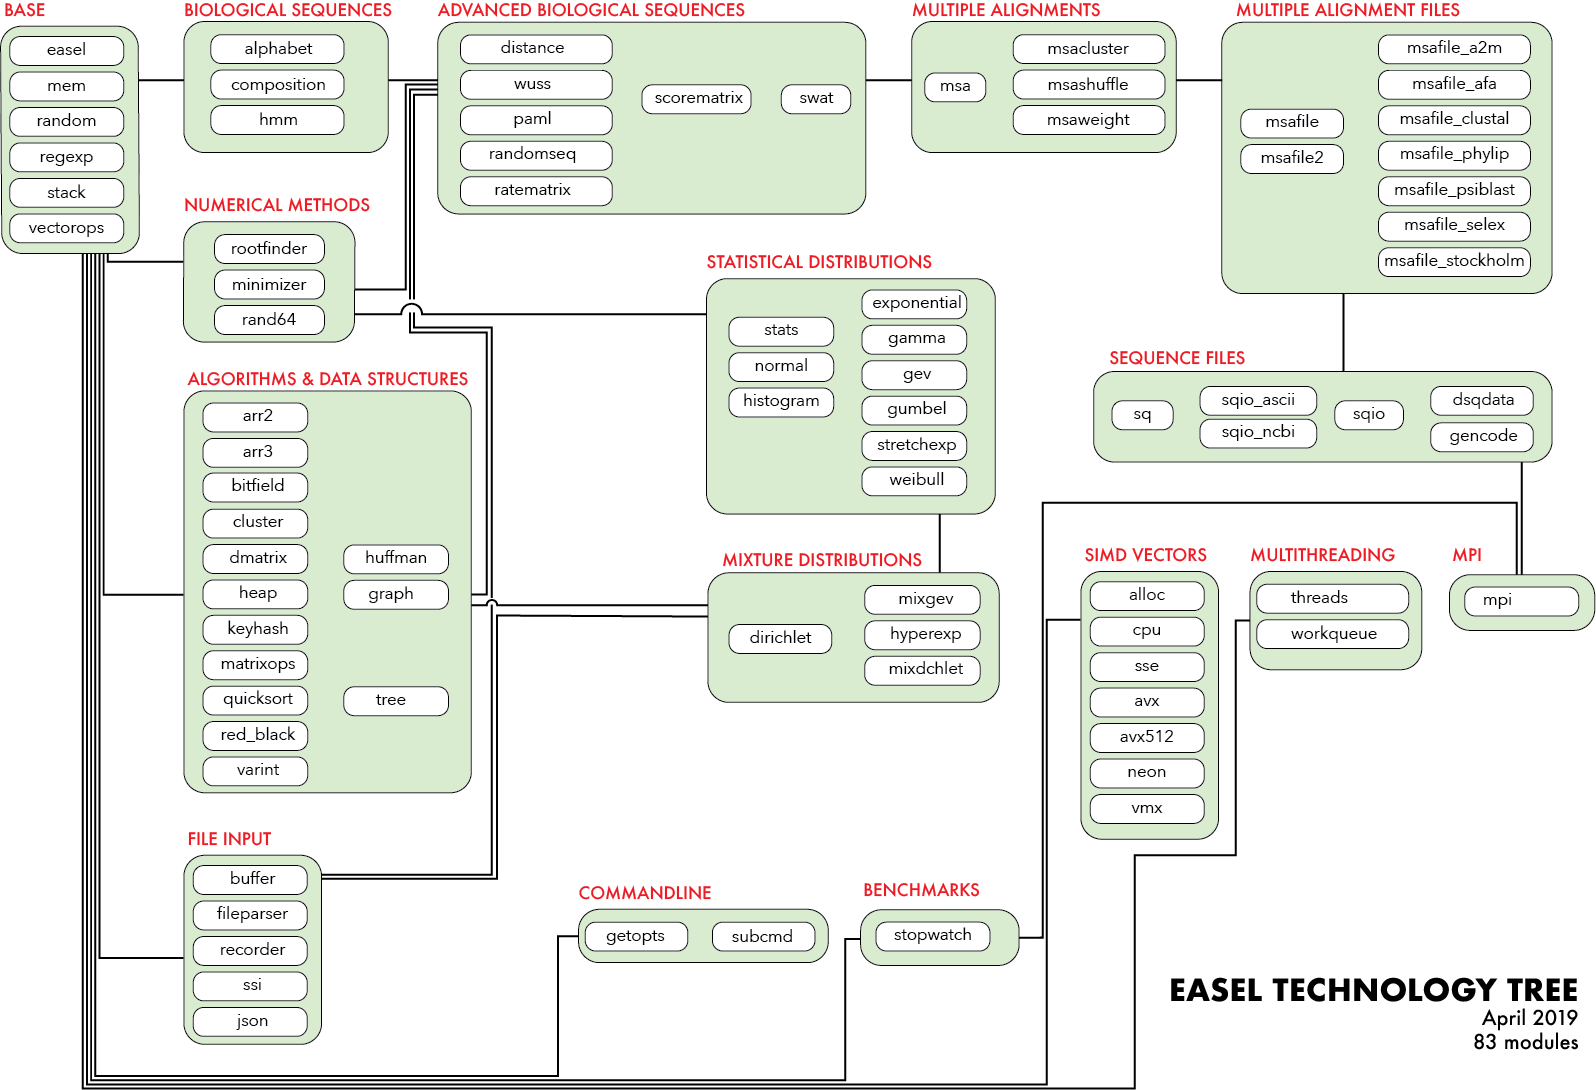 BASE
easel
mem
random
regexp
stack
vectorops
BIOLOGICAL SEQUENCES
alphabet
composition
hmm
ADVANCED BIOLOGICAL SEQUENCES
distance
wuss
paml
randomseq
ratematrix
scorematrix
swat
MULTIPLE ALIGNMENTS
msa
msacluster
msashuffle
msaweight
MULTIPLE ALIGNMENT FILES
msafile
msafile2
msafile_a2m
msafile_afa
msafile_clustal
msafile_phylip
msafile_psiblast
msafile_selex
msafile_stockholm
NUMERICAL METHODS
rootfinder
minimizer
rand64
STATISTICAL DISTRIBUTIONS
stats
normal
histogram
exponential
gamma
gev
gumbel
stretchexp
weibull
SEQUENCE FILES
sq
sqio_ascii
sqio_ncbi
sqio
dsqdata
gencode
ALGORITHMS & DATA STRUCTURES
arr2
arr3
bitfield
cluster
dmatrix
heap
keyhash
matrixops
quicksort
red_black
varint
huffman
graph
tree
MIXTURE DISTRIBUTIONS
dirichlet
mixgev
hyperexp
mixdchlet
SIMD VECTORS
alloc
cpu
sse
avx
avx512
neon
vmx
MULTITHREADING
threads
workqueue
MPI
mpi
FILE INPUT
buffer
fileparser
recorder
ssi
json
COMMANDLINE
getopts
subcmd
BENCHMARKS
stopwatch
EASEL TECHNOLOGY TREE
April 2019
83 modules